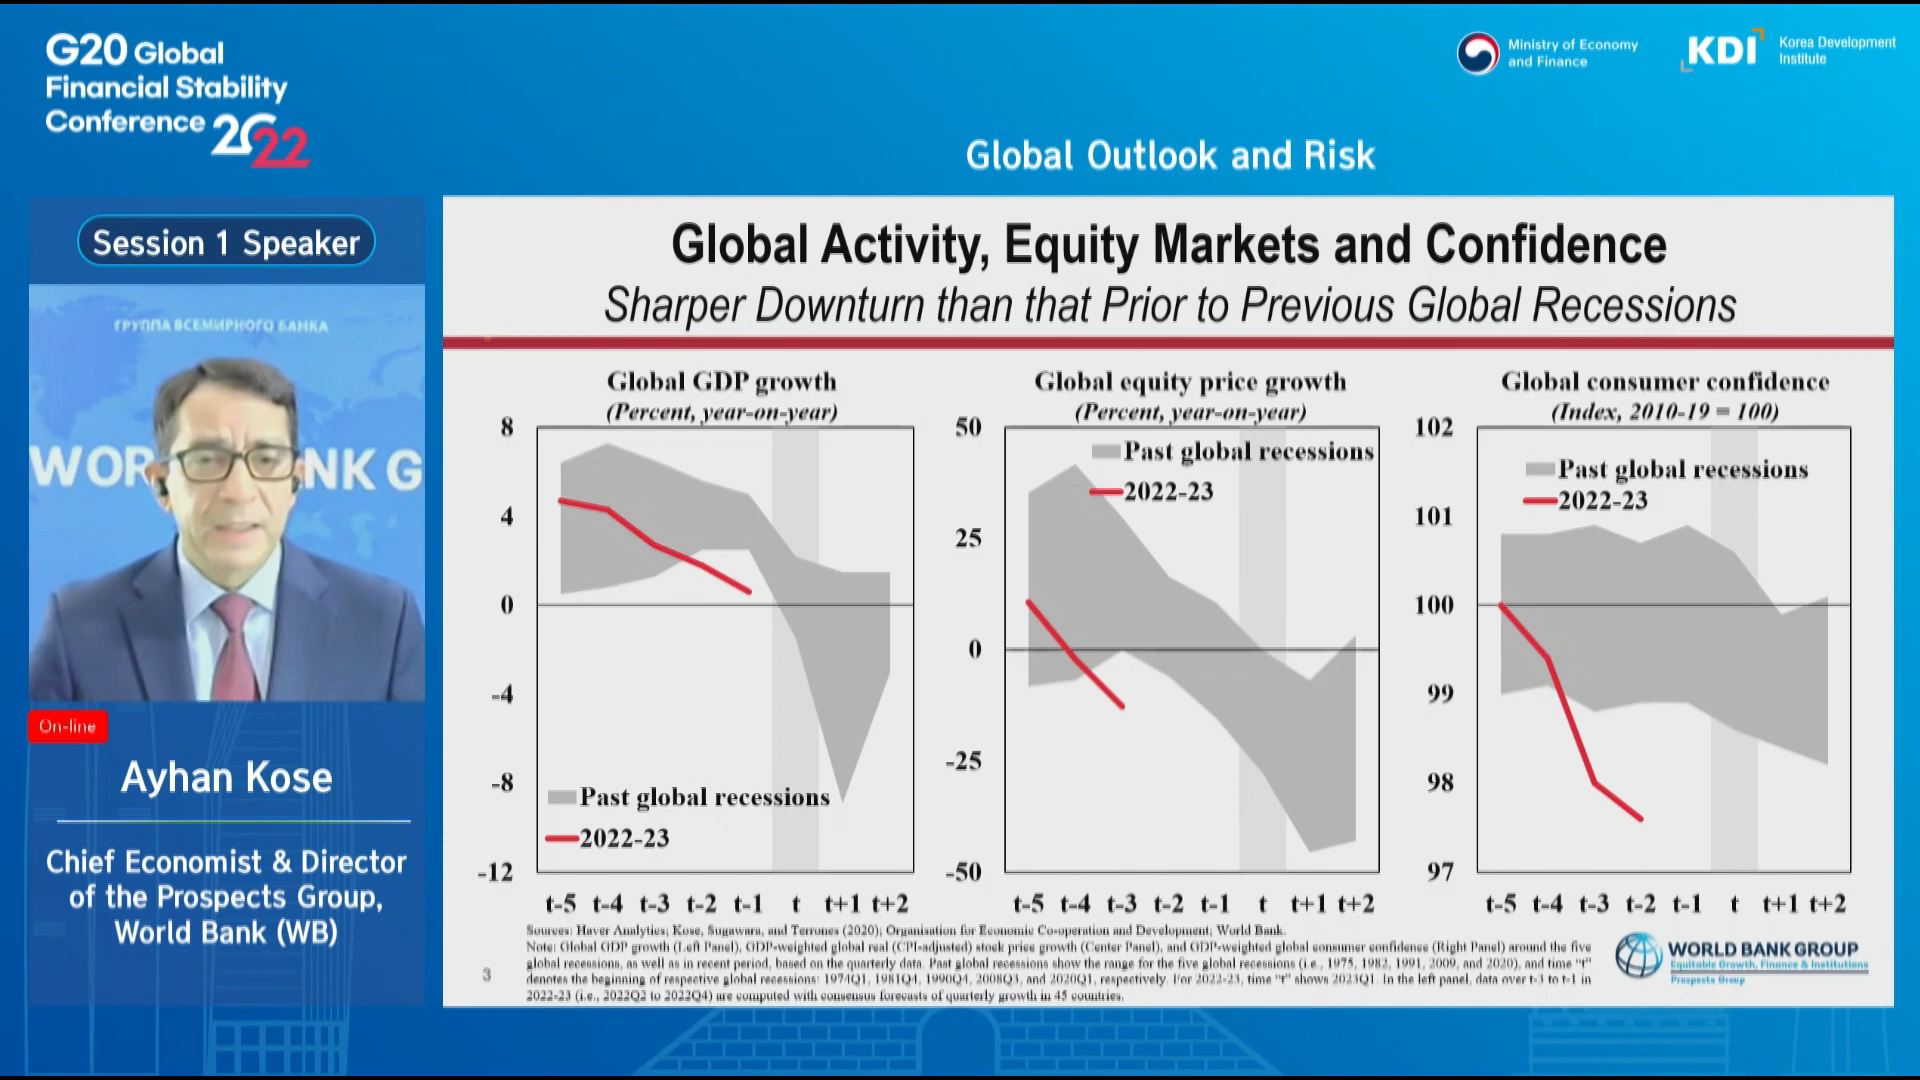 G20 Global
Financial Stability
Conference 2022
Ministry of Economy
and Finance
KDI
Korea Development
Institute
Global Outlook and Risk
Session 1 Speaker
ГРУППА ВСЕМИРНОГО БАНКА
WOR
NK G
On-line
Ayhan Kose
Chief Economist & Director
of the Prospects Group,
World Bank (WB)
Global Activity, Equity Markets and Confidence
Sharper Downturn than that Prior to Previous Global Recessions
Global GDP growth
(Percent, year-on-year)
8
4
0
-4
-8
-12
Past global recessions
2022-23
t-5 t-4 t-3 t-2 t-1 t t+1 t+2
Global equity price growth
(Percent, year-on-year)
50
25
0
-25
-50
Past global recessions
2022-23
t-5 t-4 t-3 t-2 t-1 t t+1 t+2
Global consumer confidence
(Index, 2010-19 = 100)
102
101
100
99
98
97
Past global recessions
2022-23
t-5 t-4 t-3 t-2 t-1 t t+1 t+2
Sources: Haver Analytics; Kose, Sugawara, and Terrones (2020); Organisation for Economic Co-operation and Development; World Bank.
Note: Global GDP growth (Left Panel), GDP-weighted global real (CPI-adjusted) stock price growth (Center Panel), and GDP-weighted global consumer confidence (Right Panel) around the five
global recessions, as well as in recent period, based on the quarterly data. Past global recessions show the range for the five global recessions (i.e., 1975, 1982, 1991, 2009, and 2020), and time "t"
denotes the beginning of respective global recessions: 1974Q1, 1981Q4, 1990Q4, 2008Q3, and 2020Q1, respectively. For 2022-23, time "t" shows 2023Q1. In the left panel, data over t-3 to t-1 in
2022-23 (i.e., 2022Q2 to 2022Q4) are computed with consensus forecasts of quarterly growth in 45 countries.
3
WORLD BANK GROUP
Equitable Growth, Finance & Institutions
Prospects Group